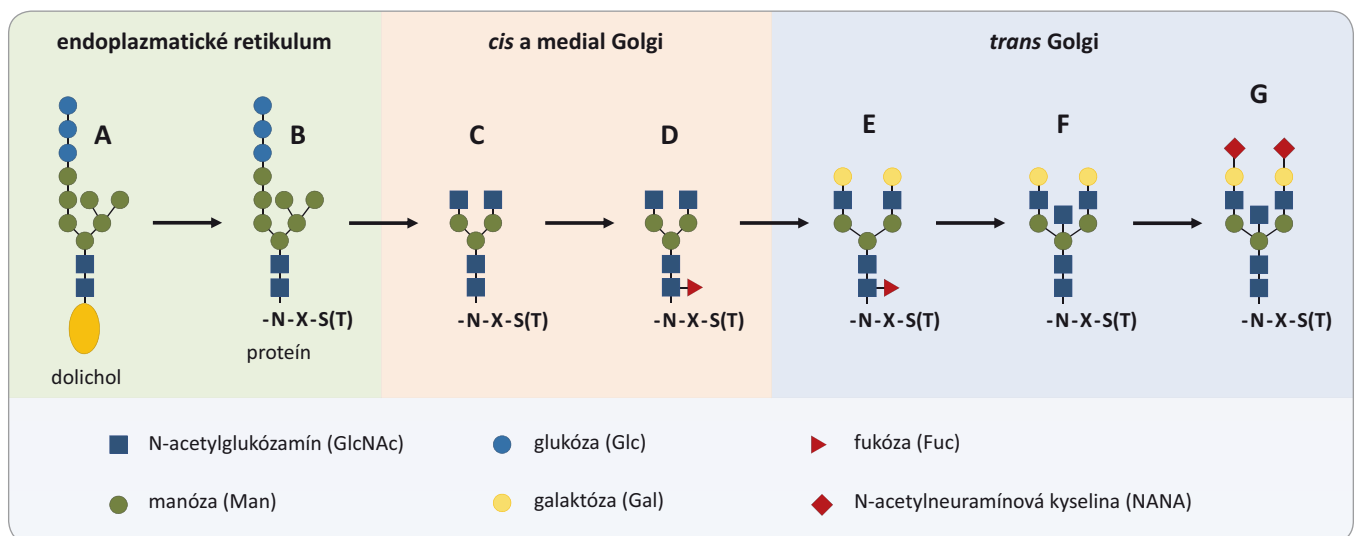 endoplazmatické retikulum
cis a medial Golgi
trans Golgi
A
B
C
D
E
F
G
-N-X-S(T)
-N-X-S(T)
-N-X-S(T)
-N-X-S(T)
-N-X-S(T)
-N-X-S(T)
proteín
dolichol
N-acetylglukózamín (GlcNAc)
glukóza (Glc)
fukóza (Fuc)
manóza (Man)
galaktóza (Gal)
N-acetylneuramínová kyselina (NANA)